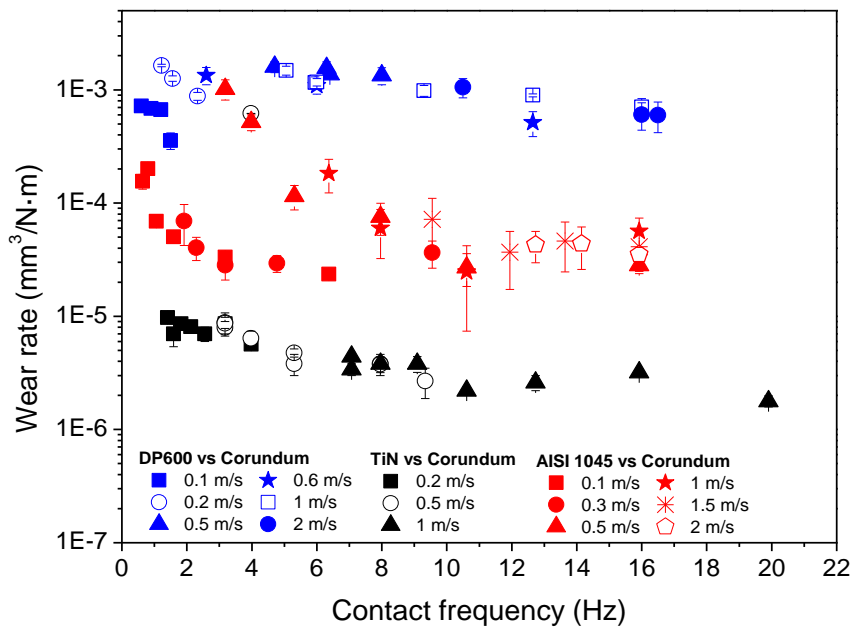 1E-3
1E-4
1E-5
1E-6
1E-7
Wear rate (mm³/N·m)
DP600 vs Corundum
0.1 m/s
0.6 m/s
0.2 m/s
1 m/s
0.5 m/s
2 m/s
TiN vs Corundum
0.2 m/s
0.5 m/s
1 m/s
AISI 1045 vs Corundum
0.1 m/s
1 m/s
0.3 m/s
1.5 m/s
0.5 m/s
2 m/s
0 2 4 6 8 10 12 14 16 18 20 22
Contact frequency (Hz)